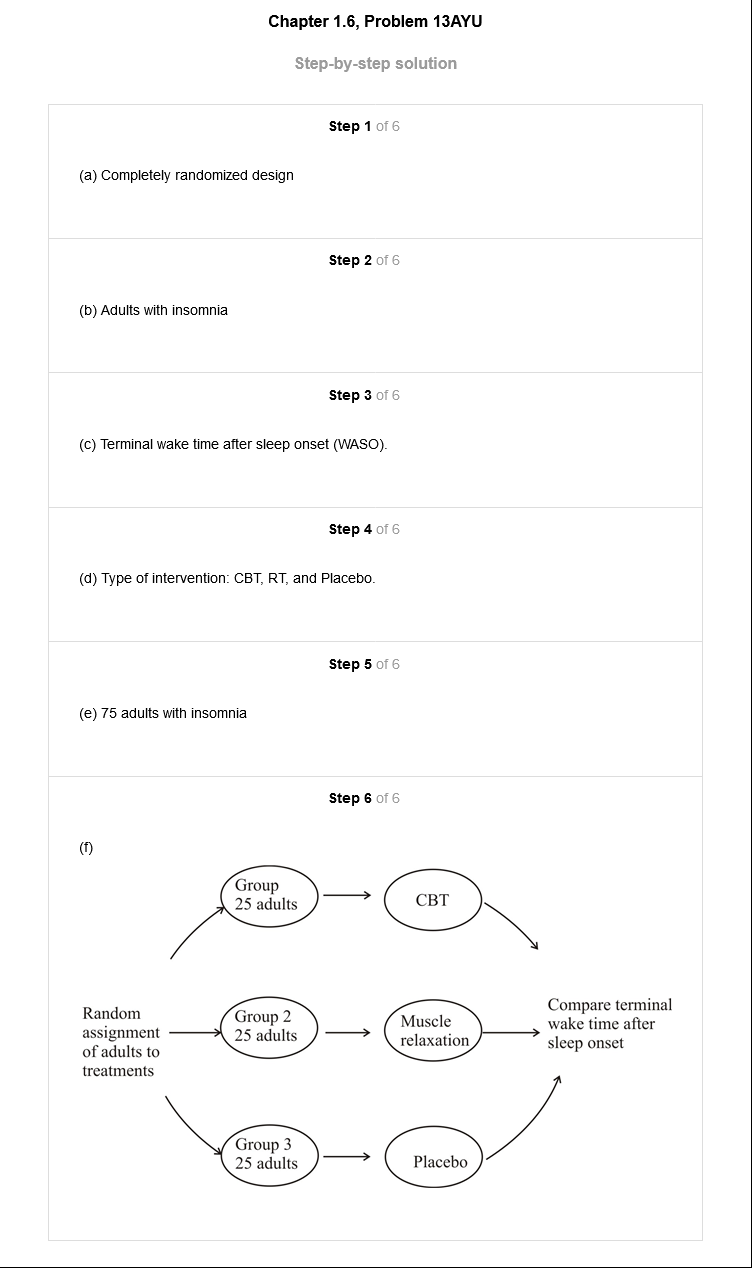 Chapter 1.6, Problem 13AYU
Step-by-step solution
Step 1 of 6
(a) Completely randomized design
Step 2 of 6
(b) Adults with insomnia
Step 3 of 6
(c) Terminal wake time after sleep onset (WASO).
Step 4 of 6
(d) Type of intervention: CBT, RT, and Placebo.
Step 5 of 6
(e) 75 adults with insomnia
Step 6 of 6
(f)
Group
25 adults
CBT
Random
assignment
of adults to
treatments
Group 2
25 adults
Muscle
relaxation
Compare terminal
wake time after
sleep onset
Group 3
25 adults
Placebo